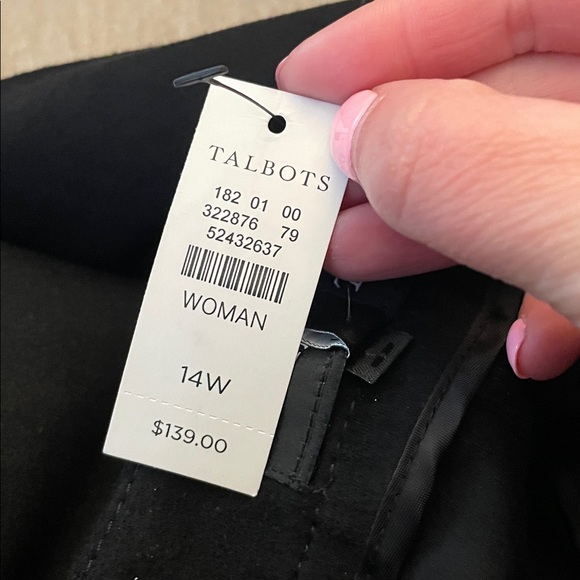 TALBOTS
182 01 00
322876 79
52432637
WOMAN
14W
$139.00